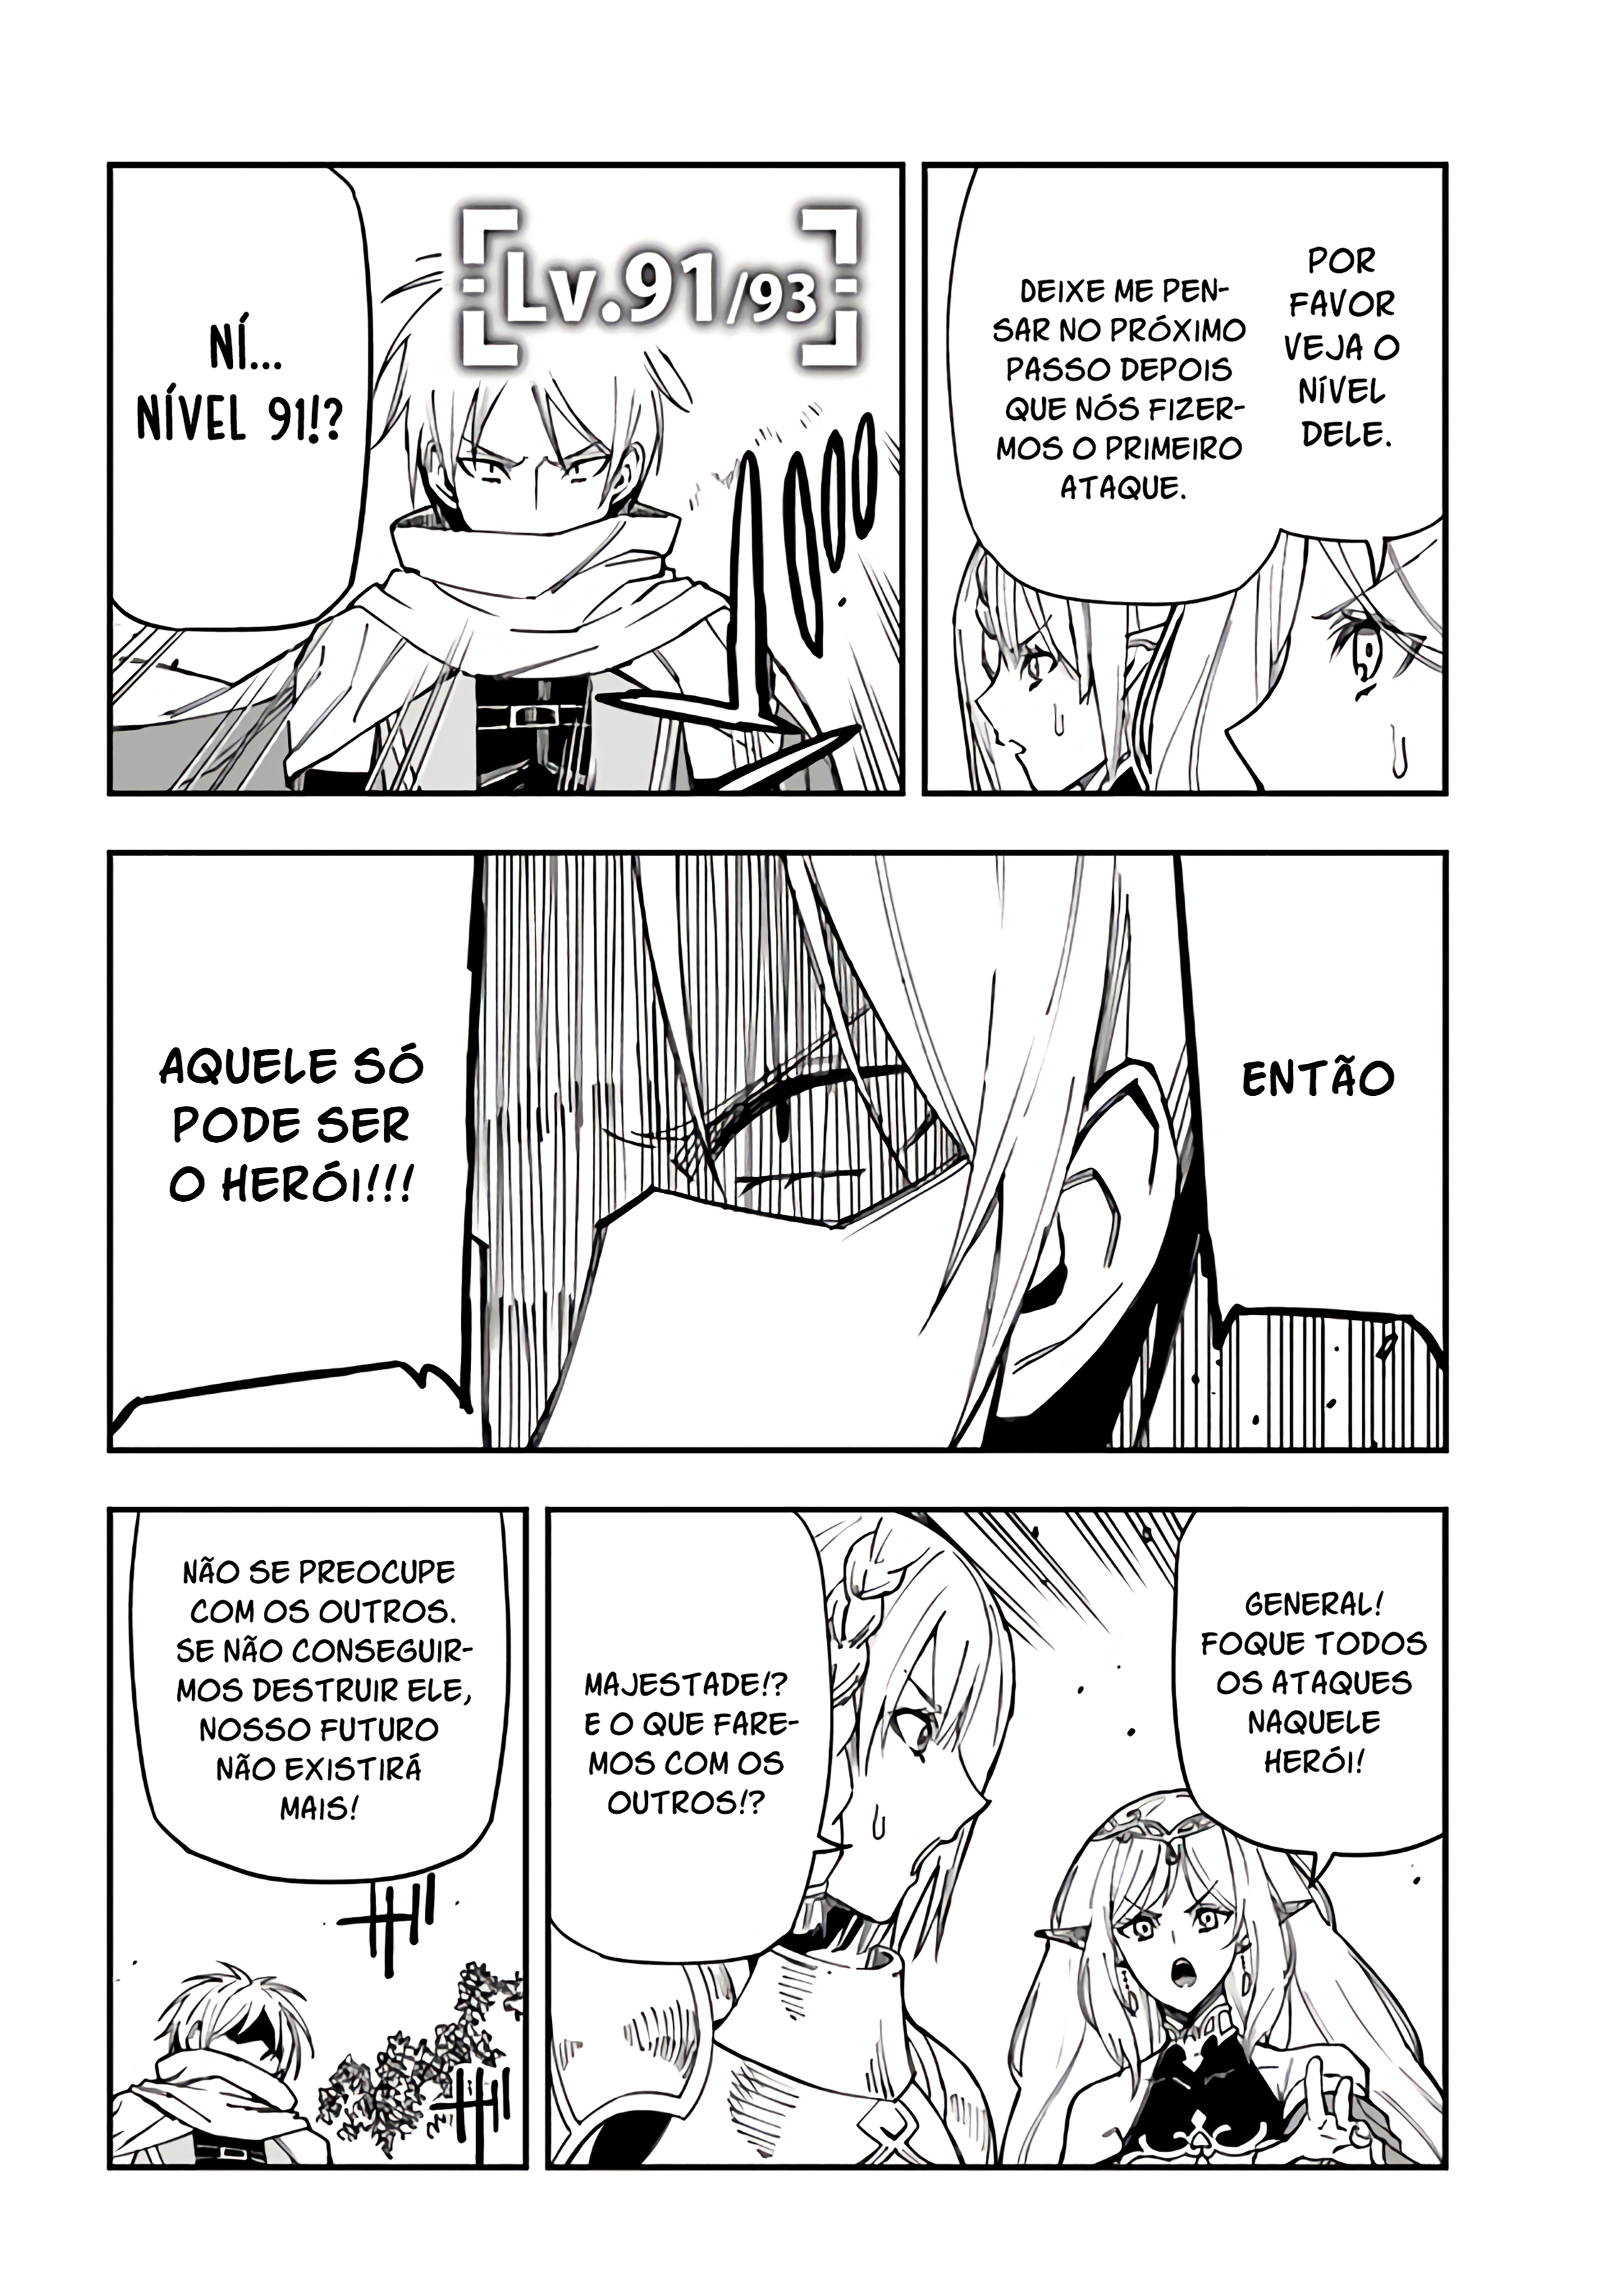 POR
FAVOR
VEJA O
NÍVEL
DELE.
DEIXE ME PEN-
SAR NO PRÓXIMO
PASSO DEPOIS
QUE NÓS FIZER-
MOS O PRIMEIRO
ATAQUE.
Lv.91/93
NÍ...
NÍVEL 91!?
ENTÃO
AQUELE SÓ
PODE SER
O HERÓI!!!
GENERAL!
FOQUE TODOS
OS ATAQUES
NAQUELE
HERÓI!
MAJESTADE!?
E O QUE FARE-
MOS COM OS
OUTROS!?
NÃO SE PREOCUPE
COM OS OUTROS.
SE NÃO CONSEGUIR-
MOS DESTRUIR ELE,
NOSSO FUTURO
NÃO EXISTIRÁ
MAIS!